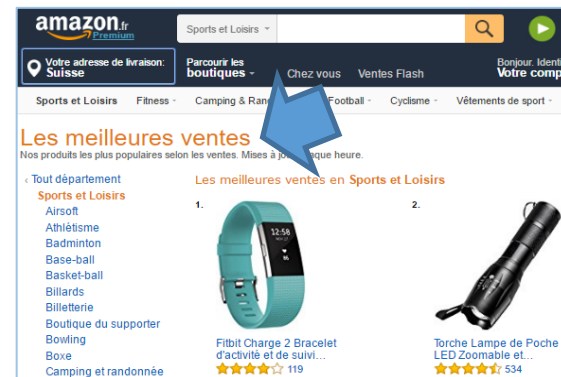 amazon.fr
Premium
Sports et Loisirs
Votre adresse de livraison:
Suisse
Parcourir les
boutiques
Chez vous
Ventes Flash
Bonjour. Identi
Votre comp
Sports et Loisirs
Fitness
Camping &
Football
Cyclisme
Vêtements de sport
Les meilleures ventes
Nos produits les plus populaires selon les ventes. Mises à heure.
Tout département
Sports et Loisirs
Airsoft
Athlétisme
Badminton
Base-ball
Basket-ball
Billards
Billetterie
Boutique du supporter
Bowling
Boxe
Camping et randonnée
Les meilleures ventes en Sports et Loisirs
1.
12:58
Fitbit Charge 2 Bracelet
d'activité et de suivi...
119
2.
Torche Lampe de Poche
LED Zoomable et...
534